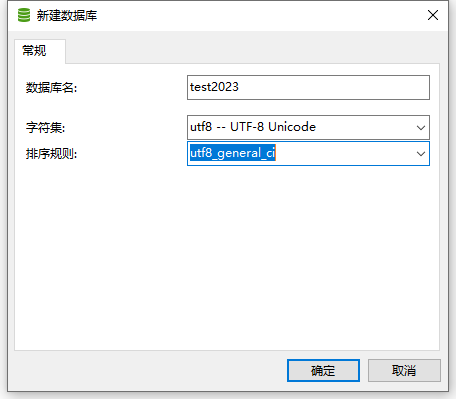 新建数据库
常规
数据库名: test2023
字符集: utf8 -- UTF-8 Unicode
排序规则: utf8_general_ci
确定 取消